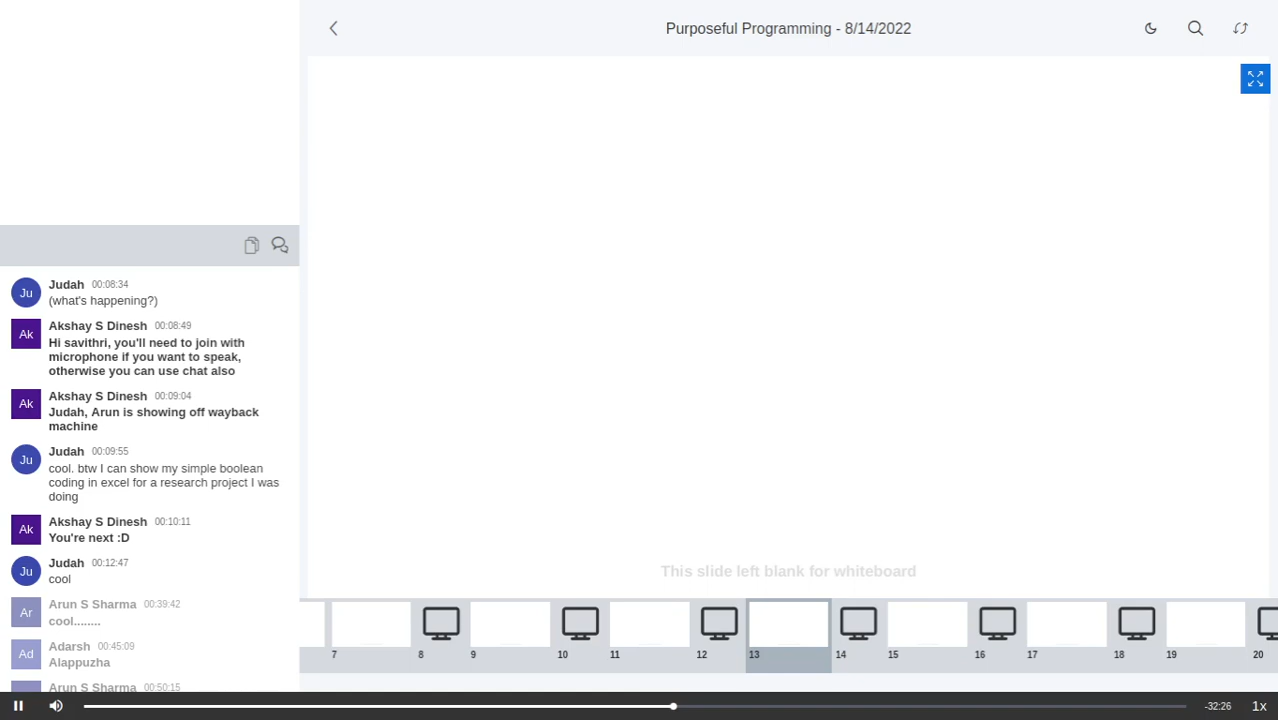 Purposeful Programming - 8/14/2022
Ju
Judah 00:08:34
(what's happening?)
Ak
Akshay S Dinesh 00:08:49
Hi savithri, you'll need to join with
microphone if you want to speak,
otherwise you can use chat also
Ak
Akshay S Dinesh 00:09:04
Judah, Arun is showing off wayback
machine
Ju
Judah 00:09:55
cool. btw I can show my simple boolean
coding in excel for a research project I was
doing
Ak
Akshay S Dinesh 00:10:11
You're next :D
Ju
Judah 00:12:47
cool
Ar
Arun S Sharma 00:39:42
cool........
Ad
Adarsh 00:45:09
Alappuzha
Arun S Sharma 00:50:15
This slide left blank for whiteboard
7 8 9 10 11 12 13 14 15 16 17 18 19 20
-32:26 1x